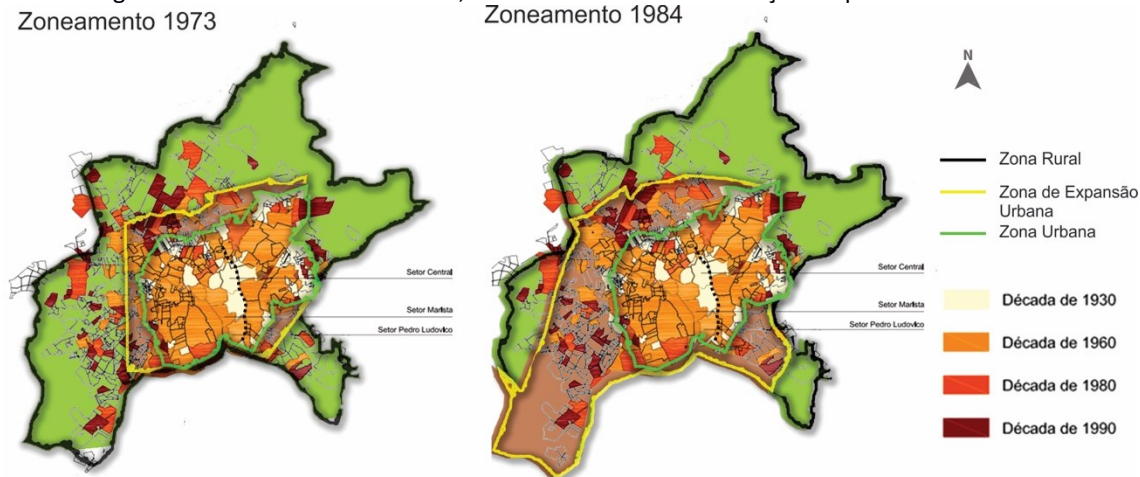 Zoneamento 1973
Setor Central
Setor Marista
Setor Pedro Ludovico
Zoneamento 1984
Setor Central
Setor Marista
Setor Pedro Ludovico
N
Zona Rural
Zona de Expansão
Urbana
Zona Urbana
Década de 1930
Década de 1960
Década de 1980
Década de 1990